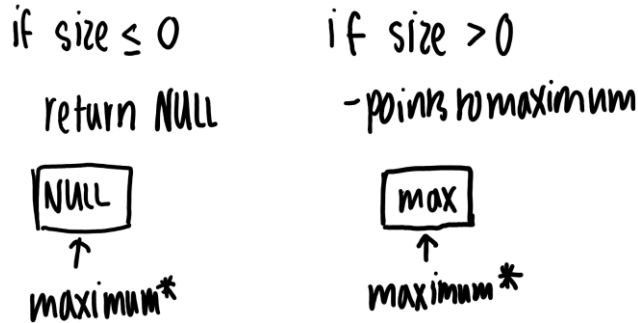 if size ≤ 0
return NULL
NULL
maximum*
if size > 0
-points to maximum
max
maximum*